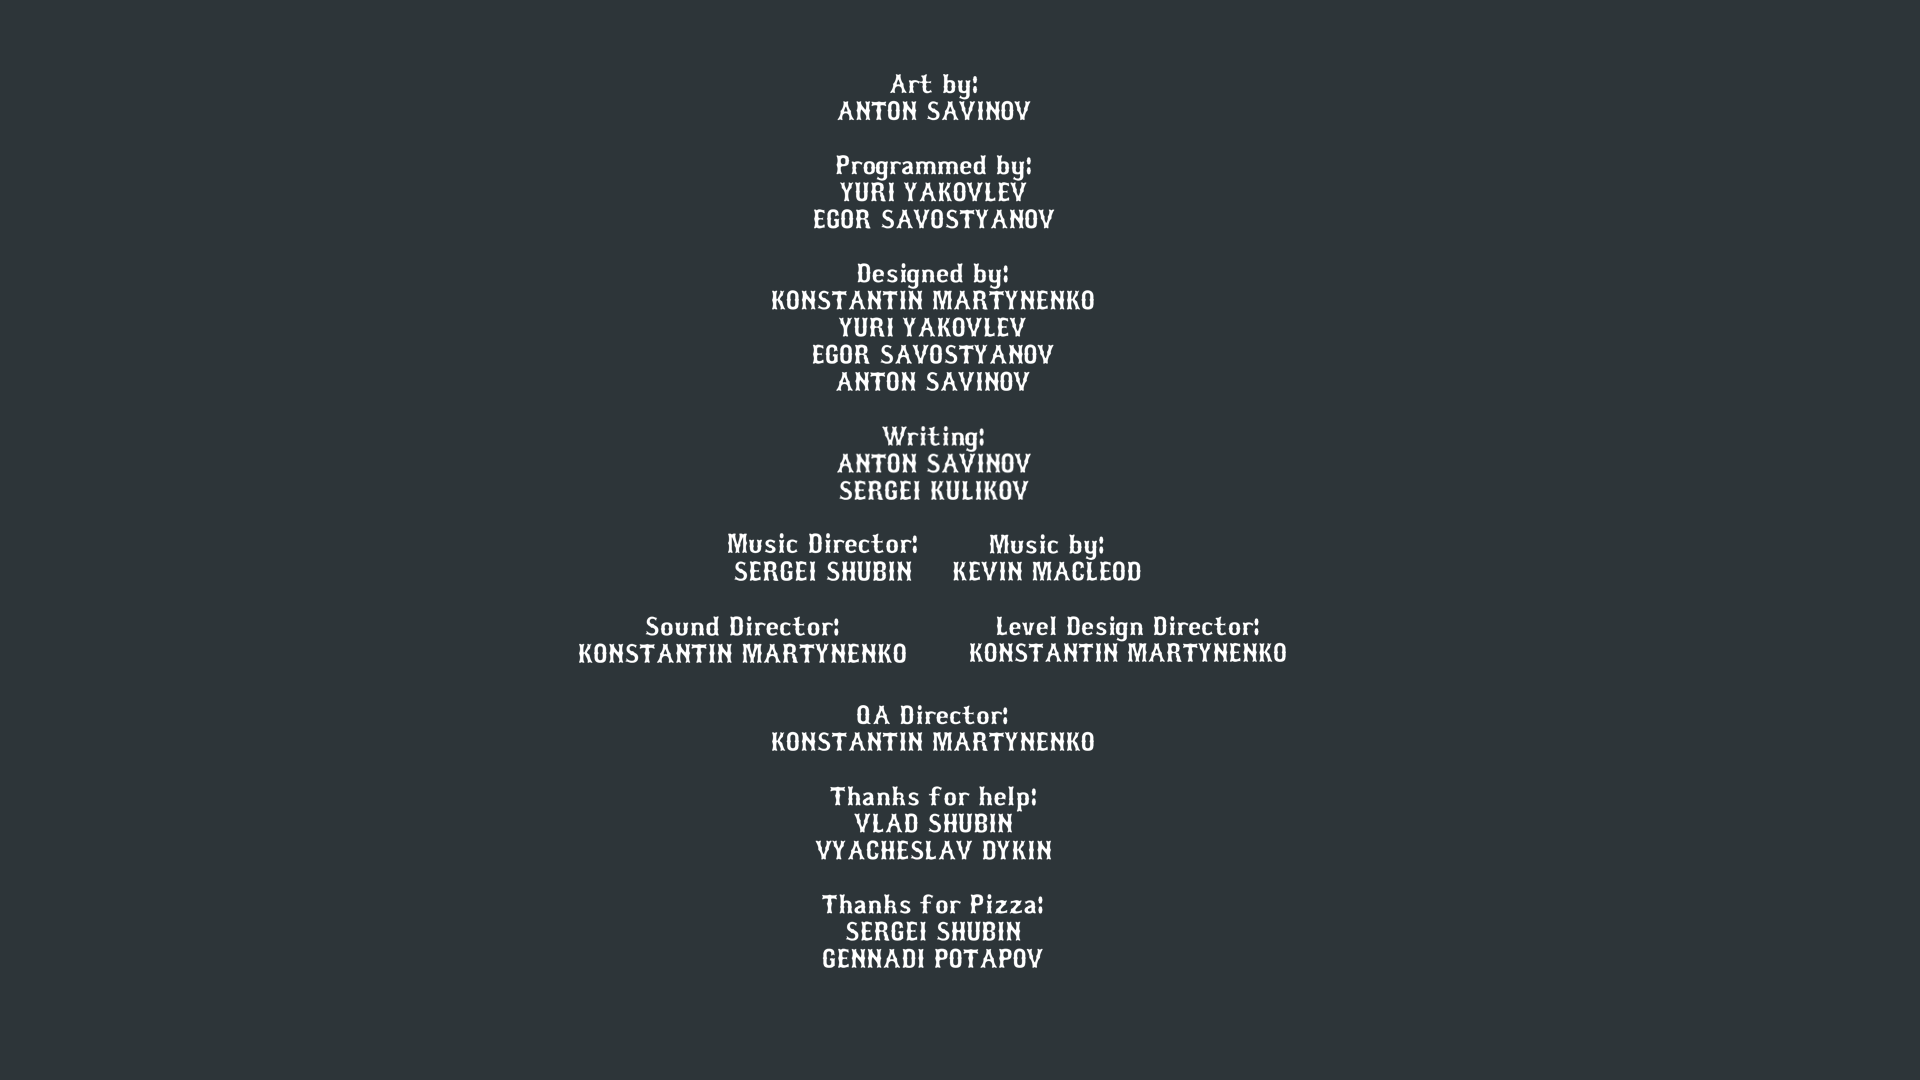 Art by:
ANTON SAVINOV
Programmed by:
YURI YAKOVLEV
EGOR SAVOSTYANOV
Designed by:
KONSTANTIN MARTYNENKO
YURI YAKOVLEV
EGOR SAVOSTYANOV
ANTON SAVINOV
Writing:
ANTON SAVINOV
SERGEI KULIKOV
Music Director:
SERGEI SHUBIN
Music by:
KEVIN MACLEOD
Sound Director:
KONSTANTIN MARTYNENKO
Level Design Director:
KONSTANTIN MARTYNENKO
QA Director:
KONSTANTIN MARTYNENKO
Thanks for help:
VLAD SHUBIN
VYACHESLAV DYKIN
Thanks for Pizza:
SERGEI SHUBIN
GENNADI POTAPOV